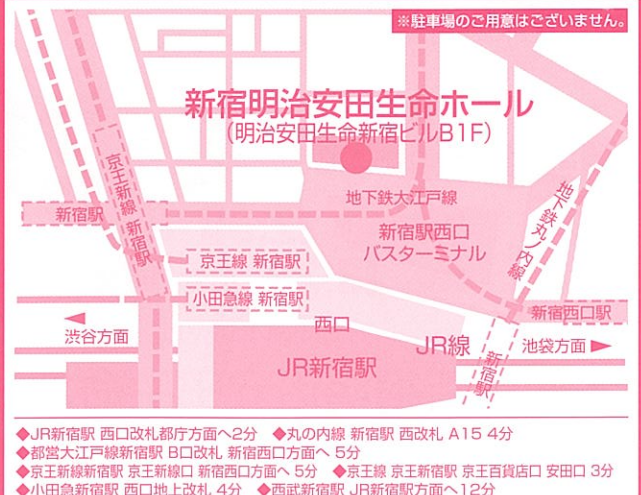 ※駐車場のご用意はございません。
新宿明治安田生命ホール
（明治安田生命新宿ビルB1F）
京王新線 新宿駅
地下鉄大江戸線
地下鉄丸ノ内線
新宿駅
新宿駅西口
バスターミナル
京王線 新宿駅
小田急線 新宿駅
新宿西口駅
西口
渋谷方面
JR線
池袋方面
新宿駅
JR新宿駅
◆JR新宿駅 西口改札都庁方面へ2分 ◆丸の内線 新宿駅 西改札 A15 4分
◆都営大江戸線新宿駅 B口改札 新宿西口方面へ 5分
◆京王新線新宿駅 京王新線口 新宿西口方面へ 5分 ◆京王線 京王新宿駅 京王百貨店口 安田口 3分
◆小田急新宿駅 西口地上改札 4分 ◆西武新宿駅 JR新宿駅方面へ12分